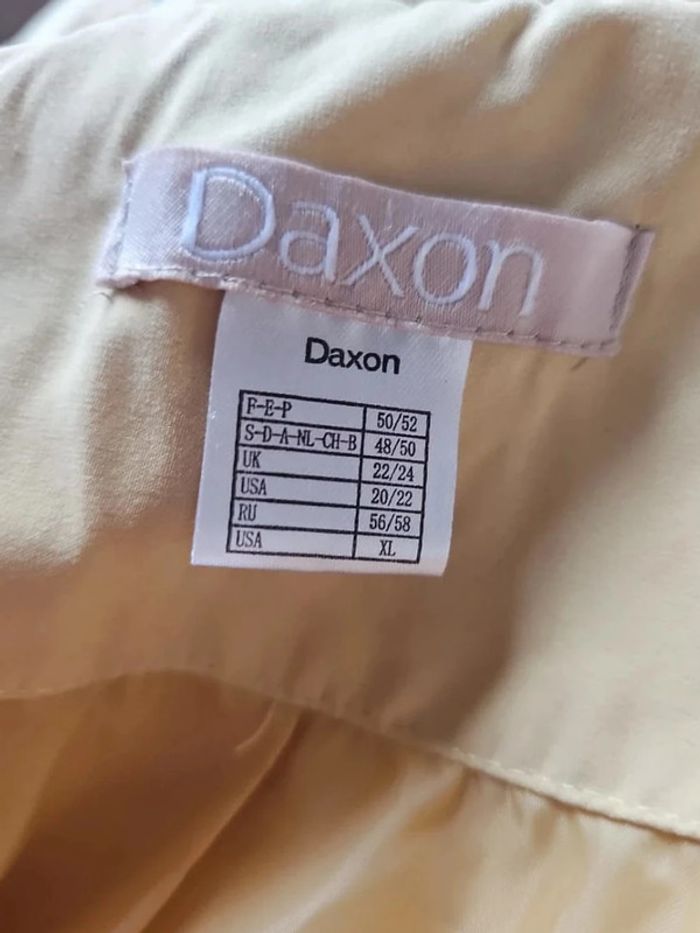 Daxon
Daxon
F-E-P 50/52
S-D-A-NL-CH-B 48/50
UK 22/24
USA 20/22
RU 56/58
USA XL